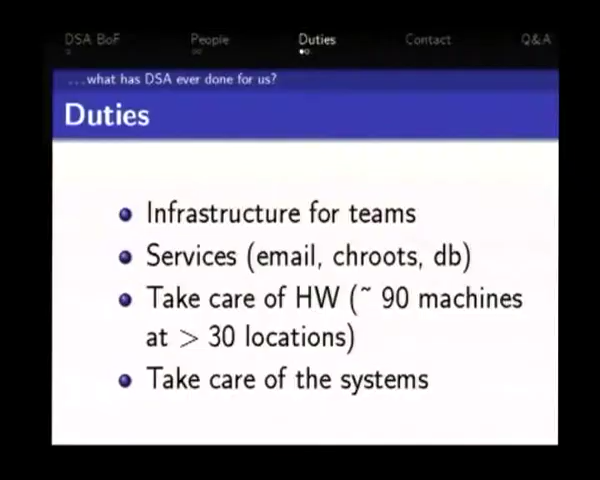 DSA BoF People Duties Contact Q&A
...what has DSA ever done for us?
Duties
Infrastructure for teams
Services (email, chroots, db)
Take care of HW (~ 90 machines
at > 30 locations)
Take care of the systems